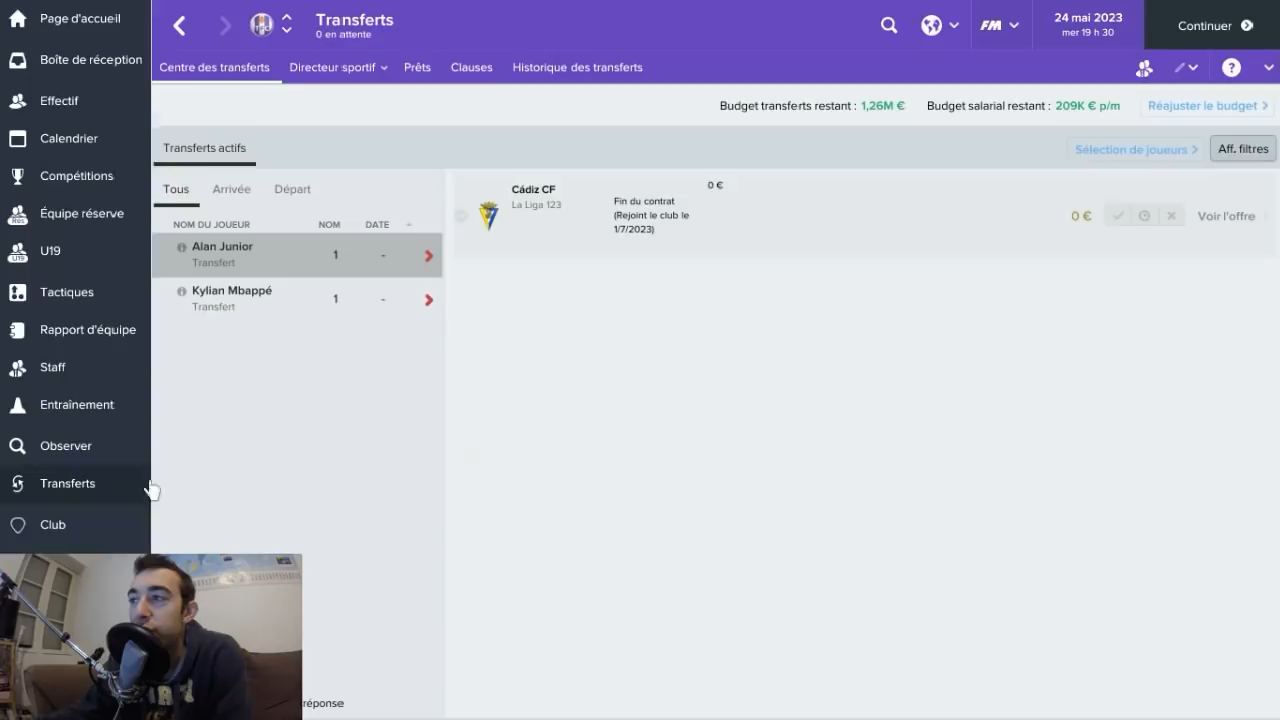 Page d'accueil
Boîte de réception
Effectif
Calendrier
Compétitions
Équipe réserve
U19
Tactiques
Rapport d'équipe
Staff
Entraînement
Observer
Transferts
Club
Transferts
0 en attente
FM
24 mai 2023
mer 19 h 30
Continuer
Centre des transferts
Directeur sportif
Prêts
Clauses
Historique des transferts
?
Budget transferts restant : 1,26M €
Budget salarial restant : 209K € p/m
Réajuster le budget >
Transferts actifs
Sélection de joueurs >
Aff. filtres
Tous
Arrivée
Départ
NOM DU JOUEUR
NOM
DATE
Alan Junior
Transfert
1
-
Kylian Mbappé
Transfert
1
-
Cádiz CF
La Liga 123
Fin du contrat
(Rejoint le club le
1/7/2023)
0 €
0 €
Voir l'offre
réponse